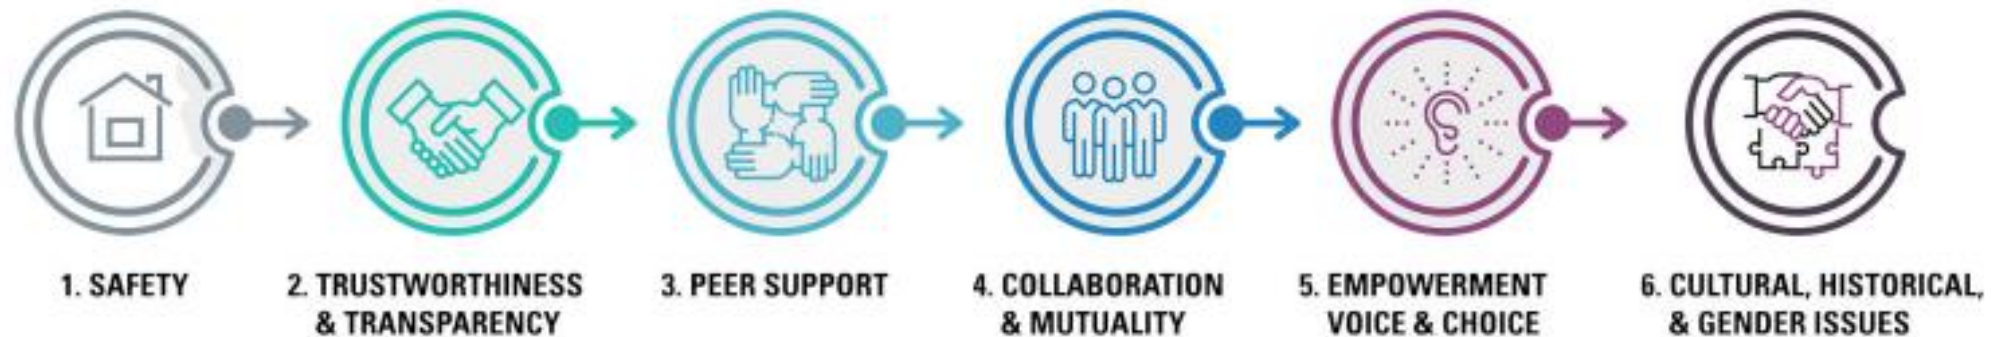 1. SAFETY
2. TRUSTWORTHINESS
& TRANSPARENCY
3. PEER SUPPORT
4. COLLABORATION
& MUTUALITY
5. EMPOWERMENT
VOICE & CHOICE
6. CULTURAL, HISTORICAL,
& GENDER ISSUES